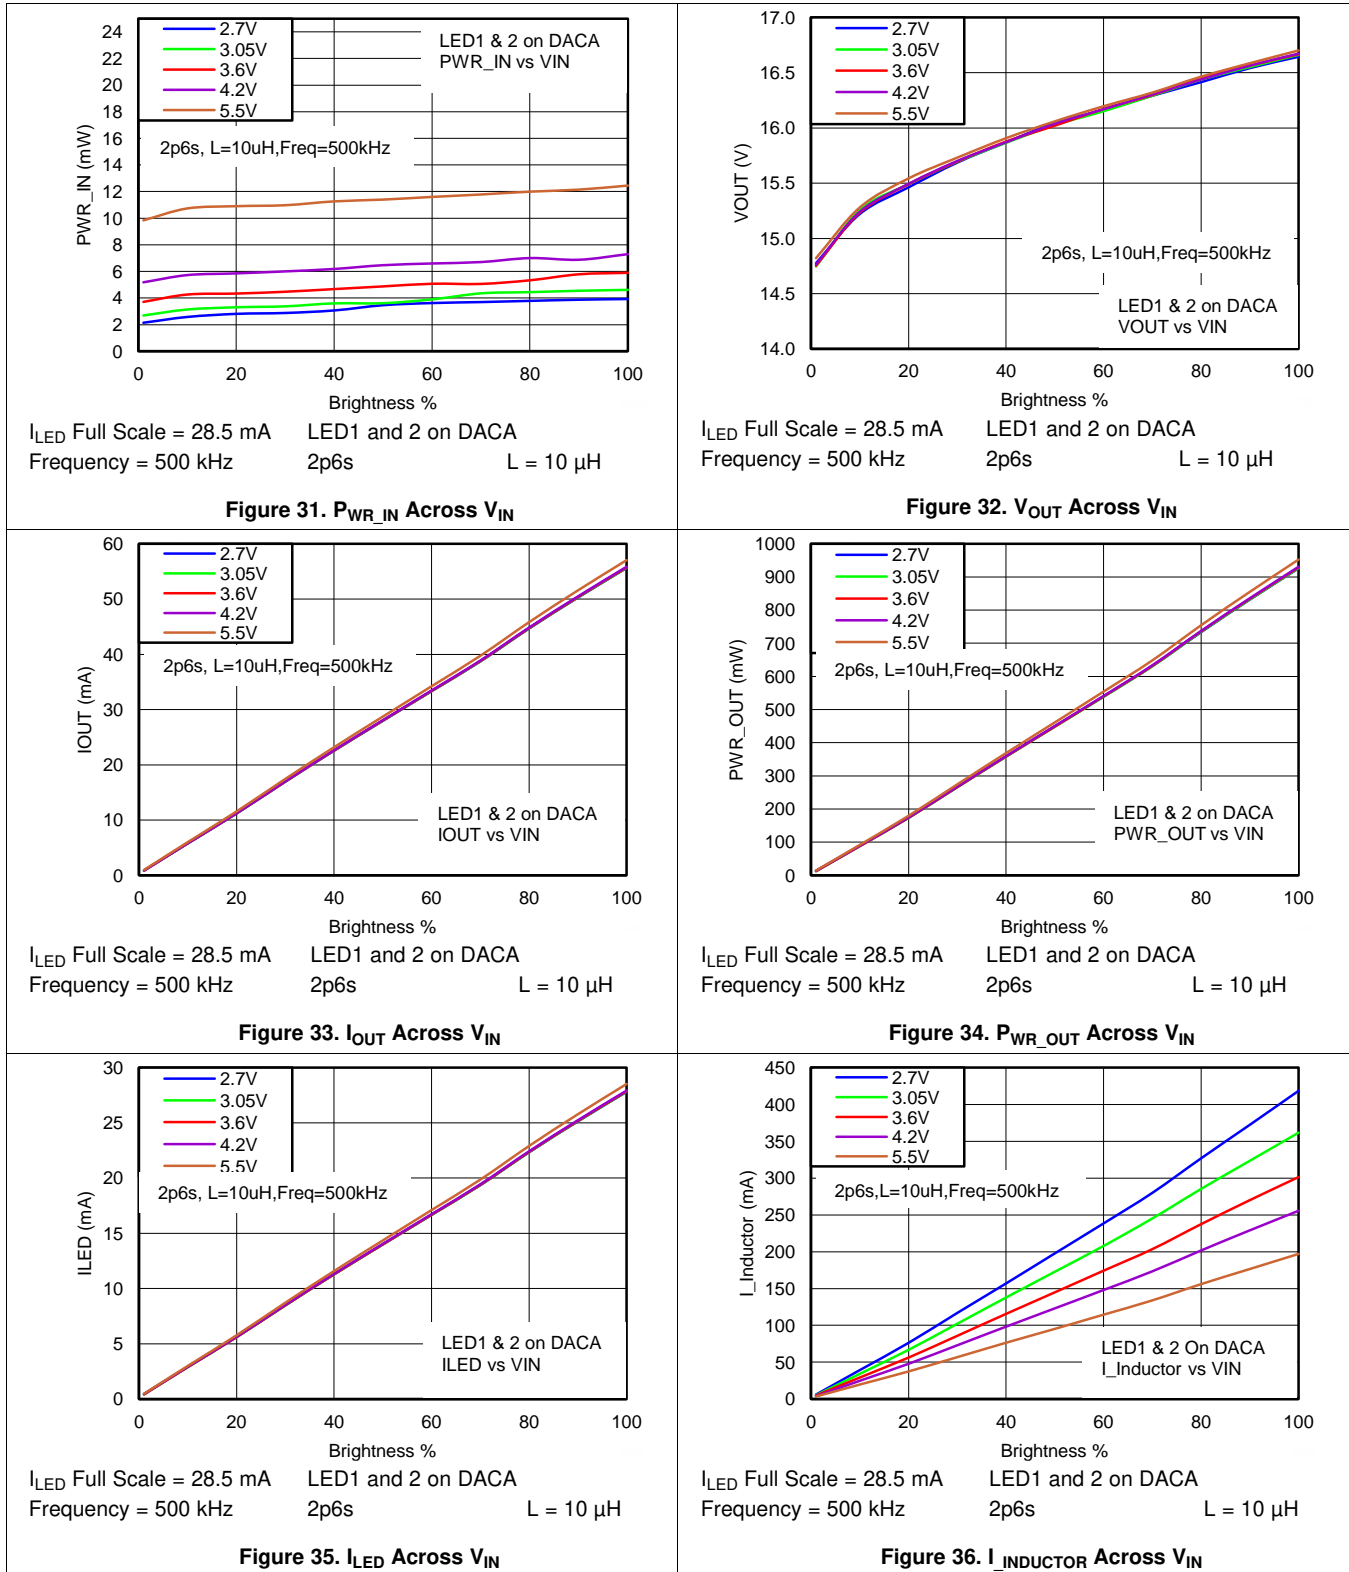 24
22
20
18
16
14
12
10
8
6
4
2
0
PWR_IN (mW)
2.7V
3.05V
3.6V
4.2V
5.5V
LED1 & 2 on DACA
PWR_IN vs VIN
2p6s, L=10uH,Freq=500kHz
0 20 40 60 80 100
Brightness %
I_LED Full Scale = 28.5 mA LED1 and 2 on DACA
Frequency = 500 kHz 2p6s L = 10 µH
Figure 31. P_WR_IN Across V_IN
17.0
16.5
16.0
15.5
15.0
14.5
14.0
VOUT (V)
2.7V
3.05V
3.6V
4.2V
5.5V
2p6s, L=10uH,Freq=500kHz
LED1 & 2 on DACA
VOUT vs VIN
0 20 40 60 80 100
Brightness %
I_LED Full Scale = 28.5 mA LED1 and 2 on DACA
Frequency = 500 kHz 2p6s L = 10 µH
Figure 32. V_OUT Across V_IN
60
50
40
30
20
10
0
IOUT (mA)
2.7V
3.05V
3.6V
4.2V
5.5V
2p6s, L=10uH,Freq=500kHz
LED1 & 2 on DACA
IOUT vs VIN
0 20 40 60 80 100
Brightness %
I_LED Full Scale = 28.5 mA LED1 and 2 on DACA
Frequency = 500 kHz 2p6s L = 10 µH
Figure 33. I_OUT Across V_IN
1000
900
800
700
600
500
400
300
200
100
0
PWR_OUT (mW)
2.7V
3.05V
3.6V
4.2V
5.5V
2p6s, L=10uH,Freq=500kHz
LED1 & 2 on DACA
PWR_OUT vs VIN
0 20 40 60 80 100
Brightness %
I_LED Full Scale = 28.5 mA LED1 and 2 on DACA
Frequency = 500 kHz 2p6s L = 10 µH
Figure 34. P_WR_OUT Across V_IN
30
25
20
15
10
5
0
ILED (mA)
2.7V
3.05V
3.6V
4.2V
5.5V
2p6s, L=10uH,Freq=500kHz
LED1 & 2 on DACA
ILED vs VIN
0 20 40 60 80 100
Brightness %
I_LED Full Scale = 28.5 mA LED1 and 2 on DACA
Frequency = 500 kHz 2p6s L = 10 µH
Figure 35. I_LED Across V_IN
450
400
350
300
250
200
150
100
50
0
I_Inductor (mA)
2.7V
3.05V
3.6V
4.2V
5.5V
2p6s,L=10uH,Freq=500kHz
LED1 & 2 On DACA
I_Inductor vs VIN
0 20 40 60 80 100
Brightness %
I_LED Full Scale = 28.5 mA LED1 and 2 on DACA
Frequency = 500 kHz 2p6s L = 10 µH
Figure 36. I_INDUCTOR Across V_IN